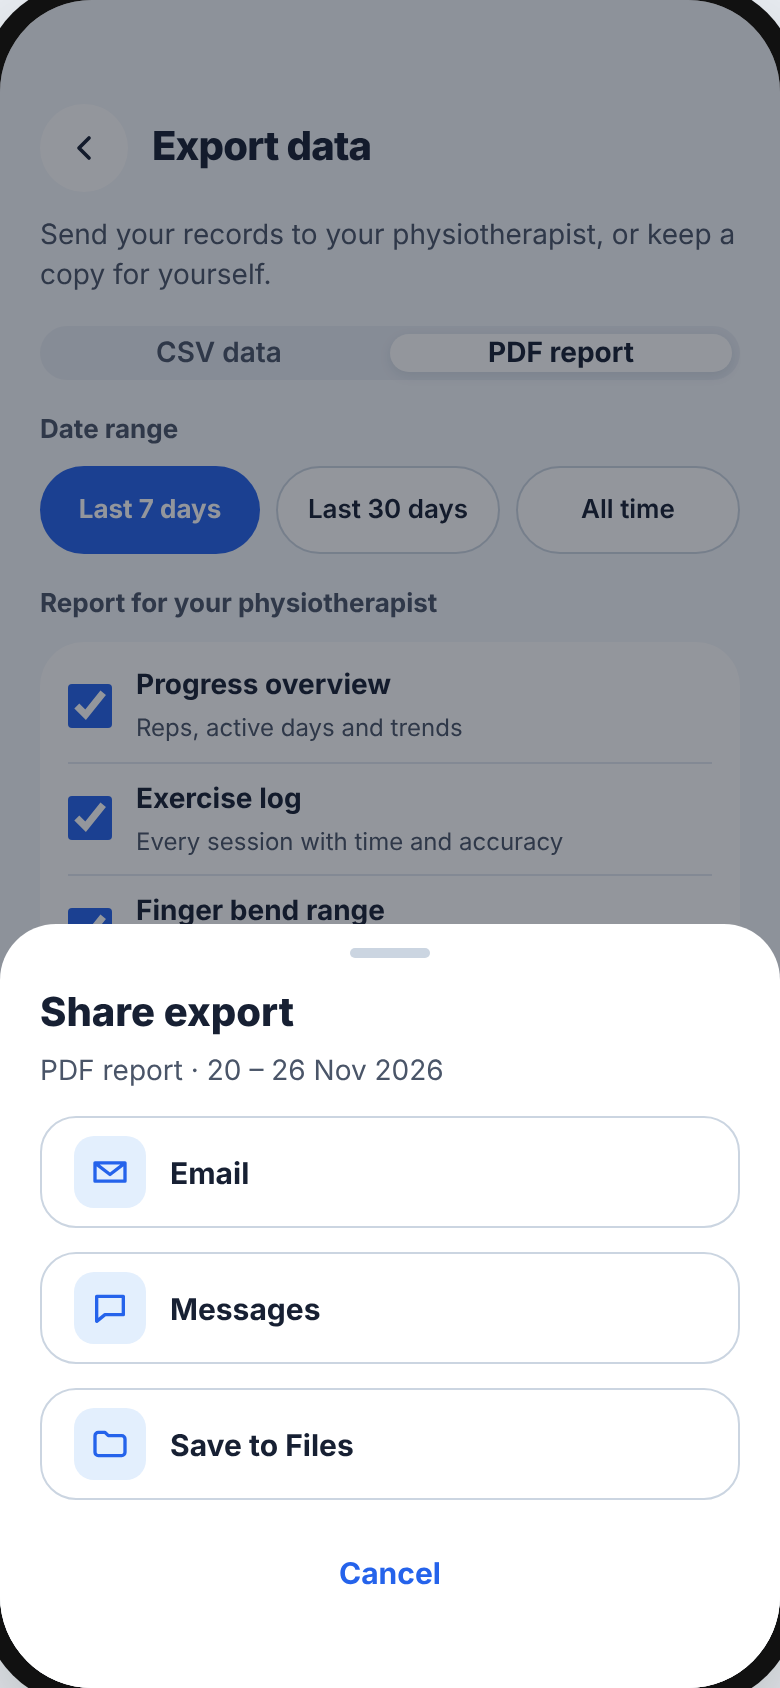 Export data
Send your records to your physiotherapist, or keep a
copy for yourself.
CSV data
PDF report
Date range
Last 7 days
Last 30 days
All time
Report for your physiotherapist
Progress overview
Reps, active days and trends
Exercise log
Every session with time and accuracy
Finger bend range
Share export
PDF report · 20 – 26 Nov 2026
Email
Messages
Save to Files
Cancel